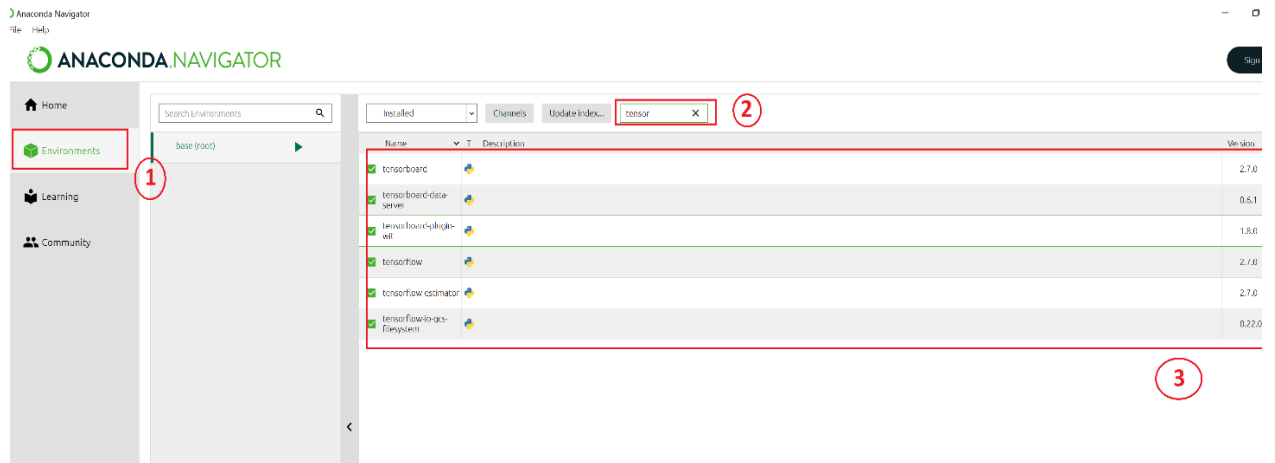 Anaconda Navigator
File Help
ANACONDA.NAVIGATOR
Sign
Home
Environments
1
Learning
Community
Search Environments
base (root)
Installed
Channels
Update index...
tensor
X
2
Name T Description Version
tensorboard 2.7.0
tensorboard-data-
server 0.6.1
tensorboard-plugin-
wit 1.8.0
tensorflow 2.7.0
tensorflow-estimator 2.7.0
tensorflow-io-gcs-
filesystem 0.22.0
3